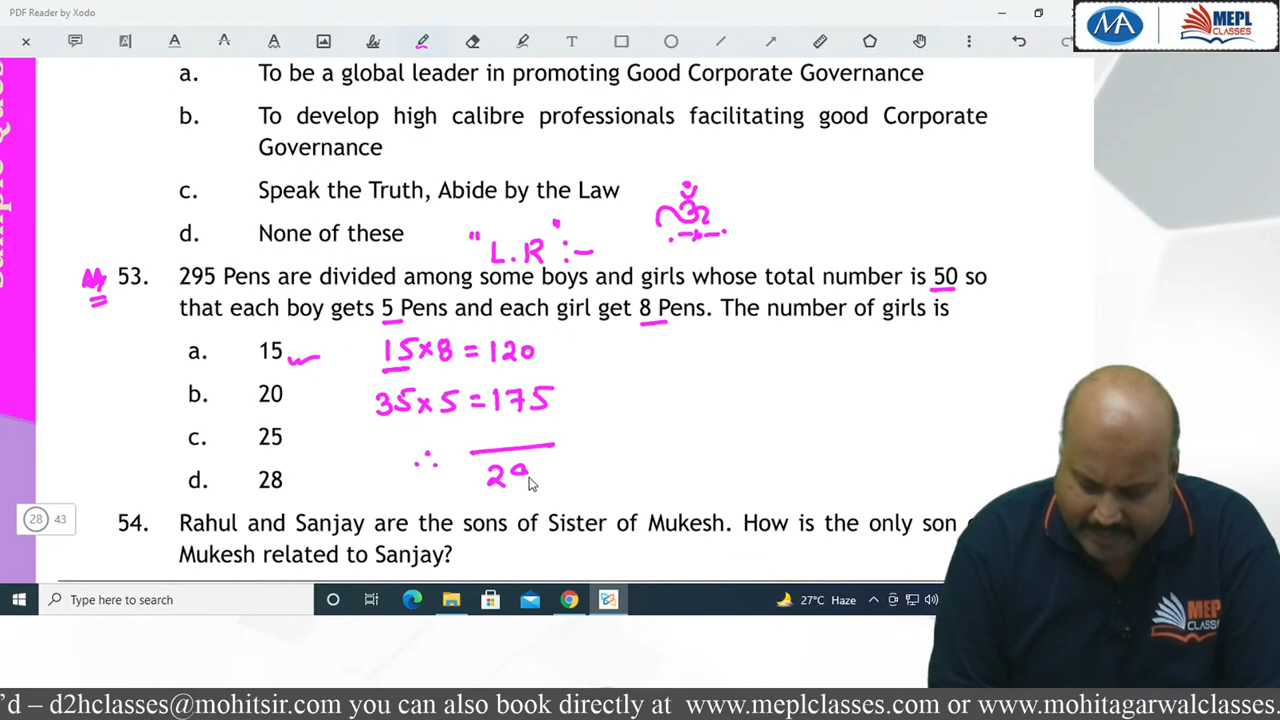 PDF Reader by Xodo
MA
MEPL
CLASSES
a. To be a global leader in promoting Good Corporate Governance
b. To develop high calibre professionals facilitating good Corporate
Governance
c. Speak the Truth, Abide by the Law
d. None of these
"L.R" :-
53. 295 Pens are divided among some boys and girls whose total number is 50 so
that each boy gets 5 Pens and each girl get 8 Pens. The number of girls is
a. 15 15×8 = 120
b. 20 35×5 = 175
c. 25
d. 28 ∴ 29
28 43
54. Rahul and Sanjay are the sons of Sister of Mukesh. How is the only son
Mukesh related to Sanjay?
Type here to search
27°C Haze
MEPL
CLASSES
'd – d2hclasses@mohitsir.com you can also book directly at www.meplclasses.com or www.mohitagarwalclasses.